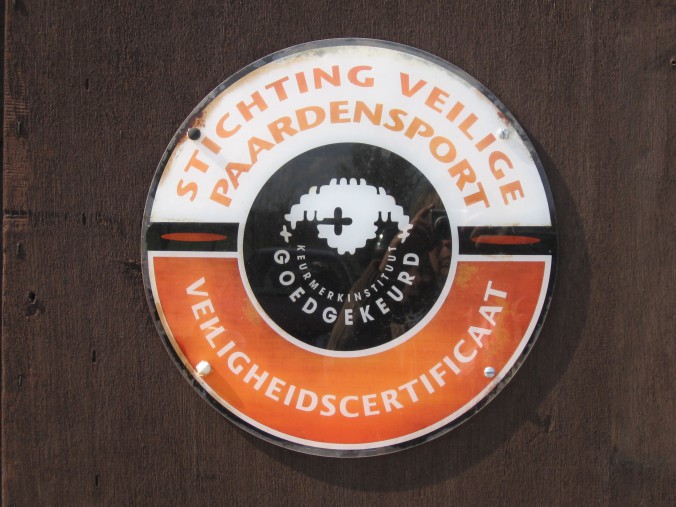 STICHTING VEILIGE
PAARDENSPORT
KEURMERKINSTITUUT
GOEDGEKEURD
VEILIGHEIDSCERTIFICAAT